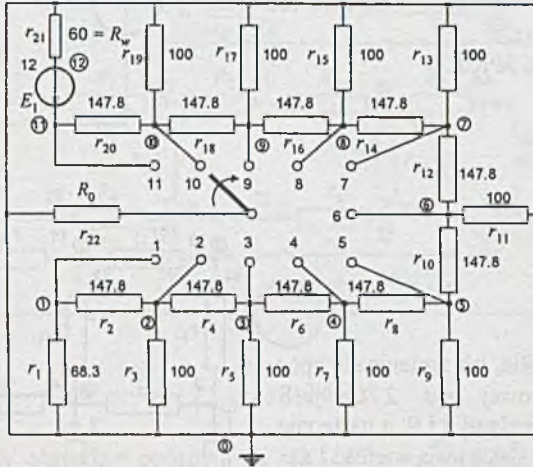 r21 60 = Rw r19 100 r17 100 r15 100 r13 100
12 ⑫
E1 147.8 147.8 147.8 147.8
⑪ r20 ⑩ r18 ⑨ r16 ⑧ r14 ⑦
11 10 9 8 7 r12 147.8
R0 6 ⑥ 100
r22 r11
1 2 3 4 5 r10 147.8
147.8 147.8 147.8 147.8
① r2 ② r4 ③ r6 ④ r8 ⑤
r1 68.3 r3 100 r5 100 r7 100 r9 100
⓪